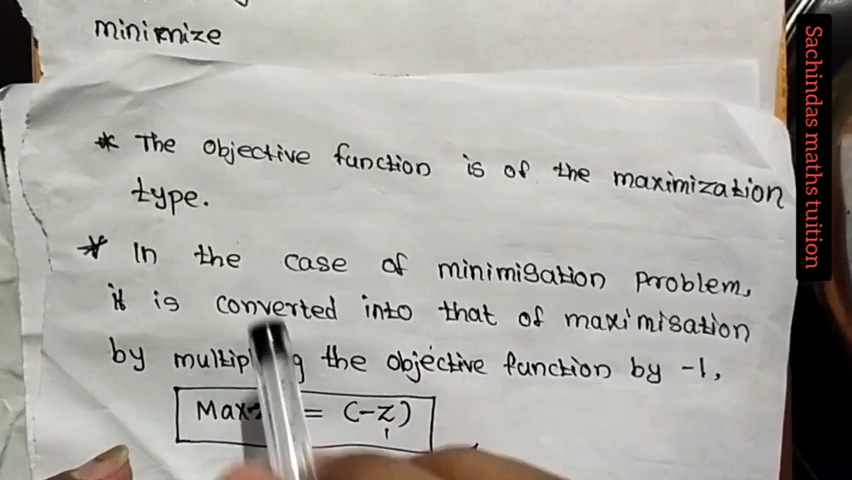 minimize
* The objective function is of the maximization
type.
* In the case of minimisation problem,
it is converted into that of maximisation
by the objective function by -1,
Max = (-z)
Sachindas maths tuition